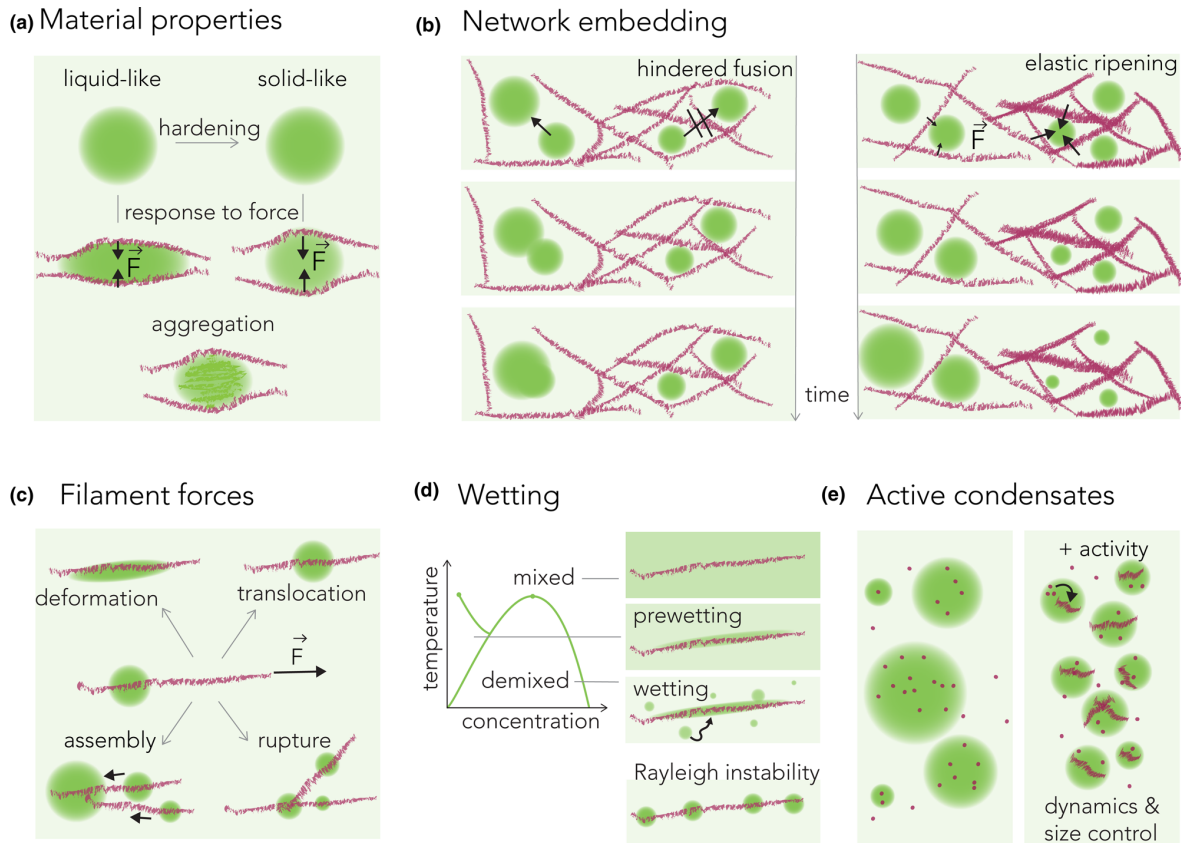 (a) Material properties
liquid-like
solid-like
hardening
response to force
F
F
aggregation
(b) Network embedding
hindered fusion
elastic ripening
F
time
(c) Filament forces
deformation
translocation
F
assembly
rupture
(d) Wetting
temperature
concentration
mixed
prewetting
demixed
wetting
Rayleigh instability
(e) Active condensates
+ activity
dynamics &
size control